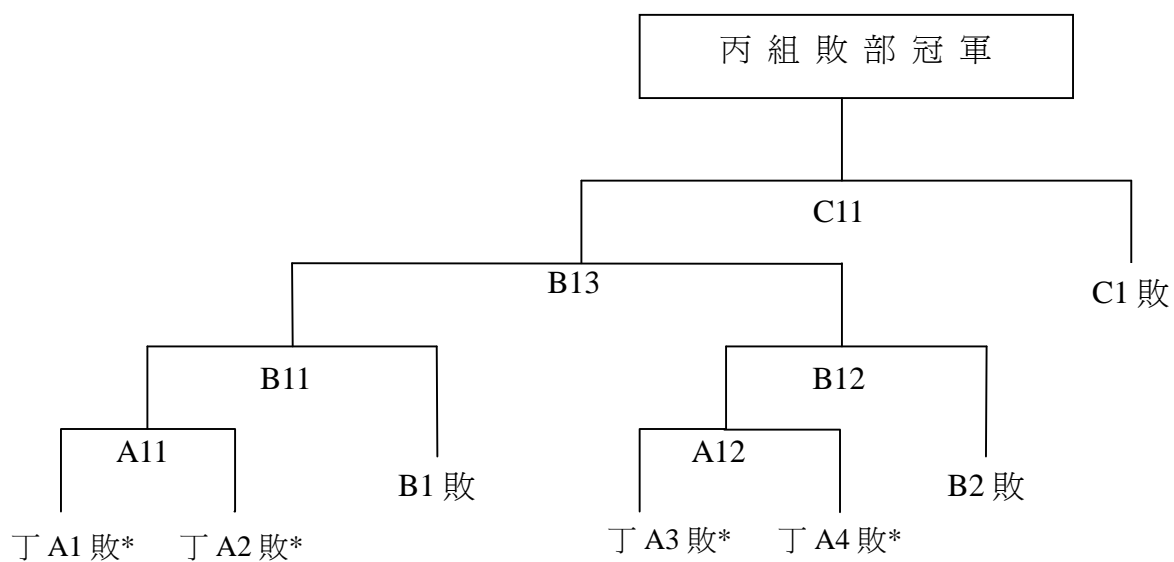 丙 組 敗 部 冠 軍
C11
B13
C1 敗
B11
B12
A11
A12
B1 敗
B2 敗
丁 A1 敗*
丁 A2 敗*
丁 A3 敗*
丁 A4 敗*